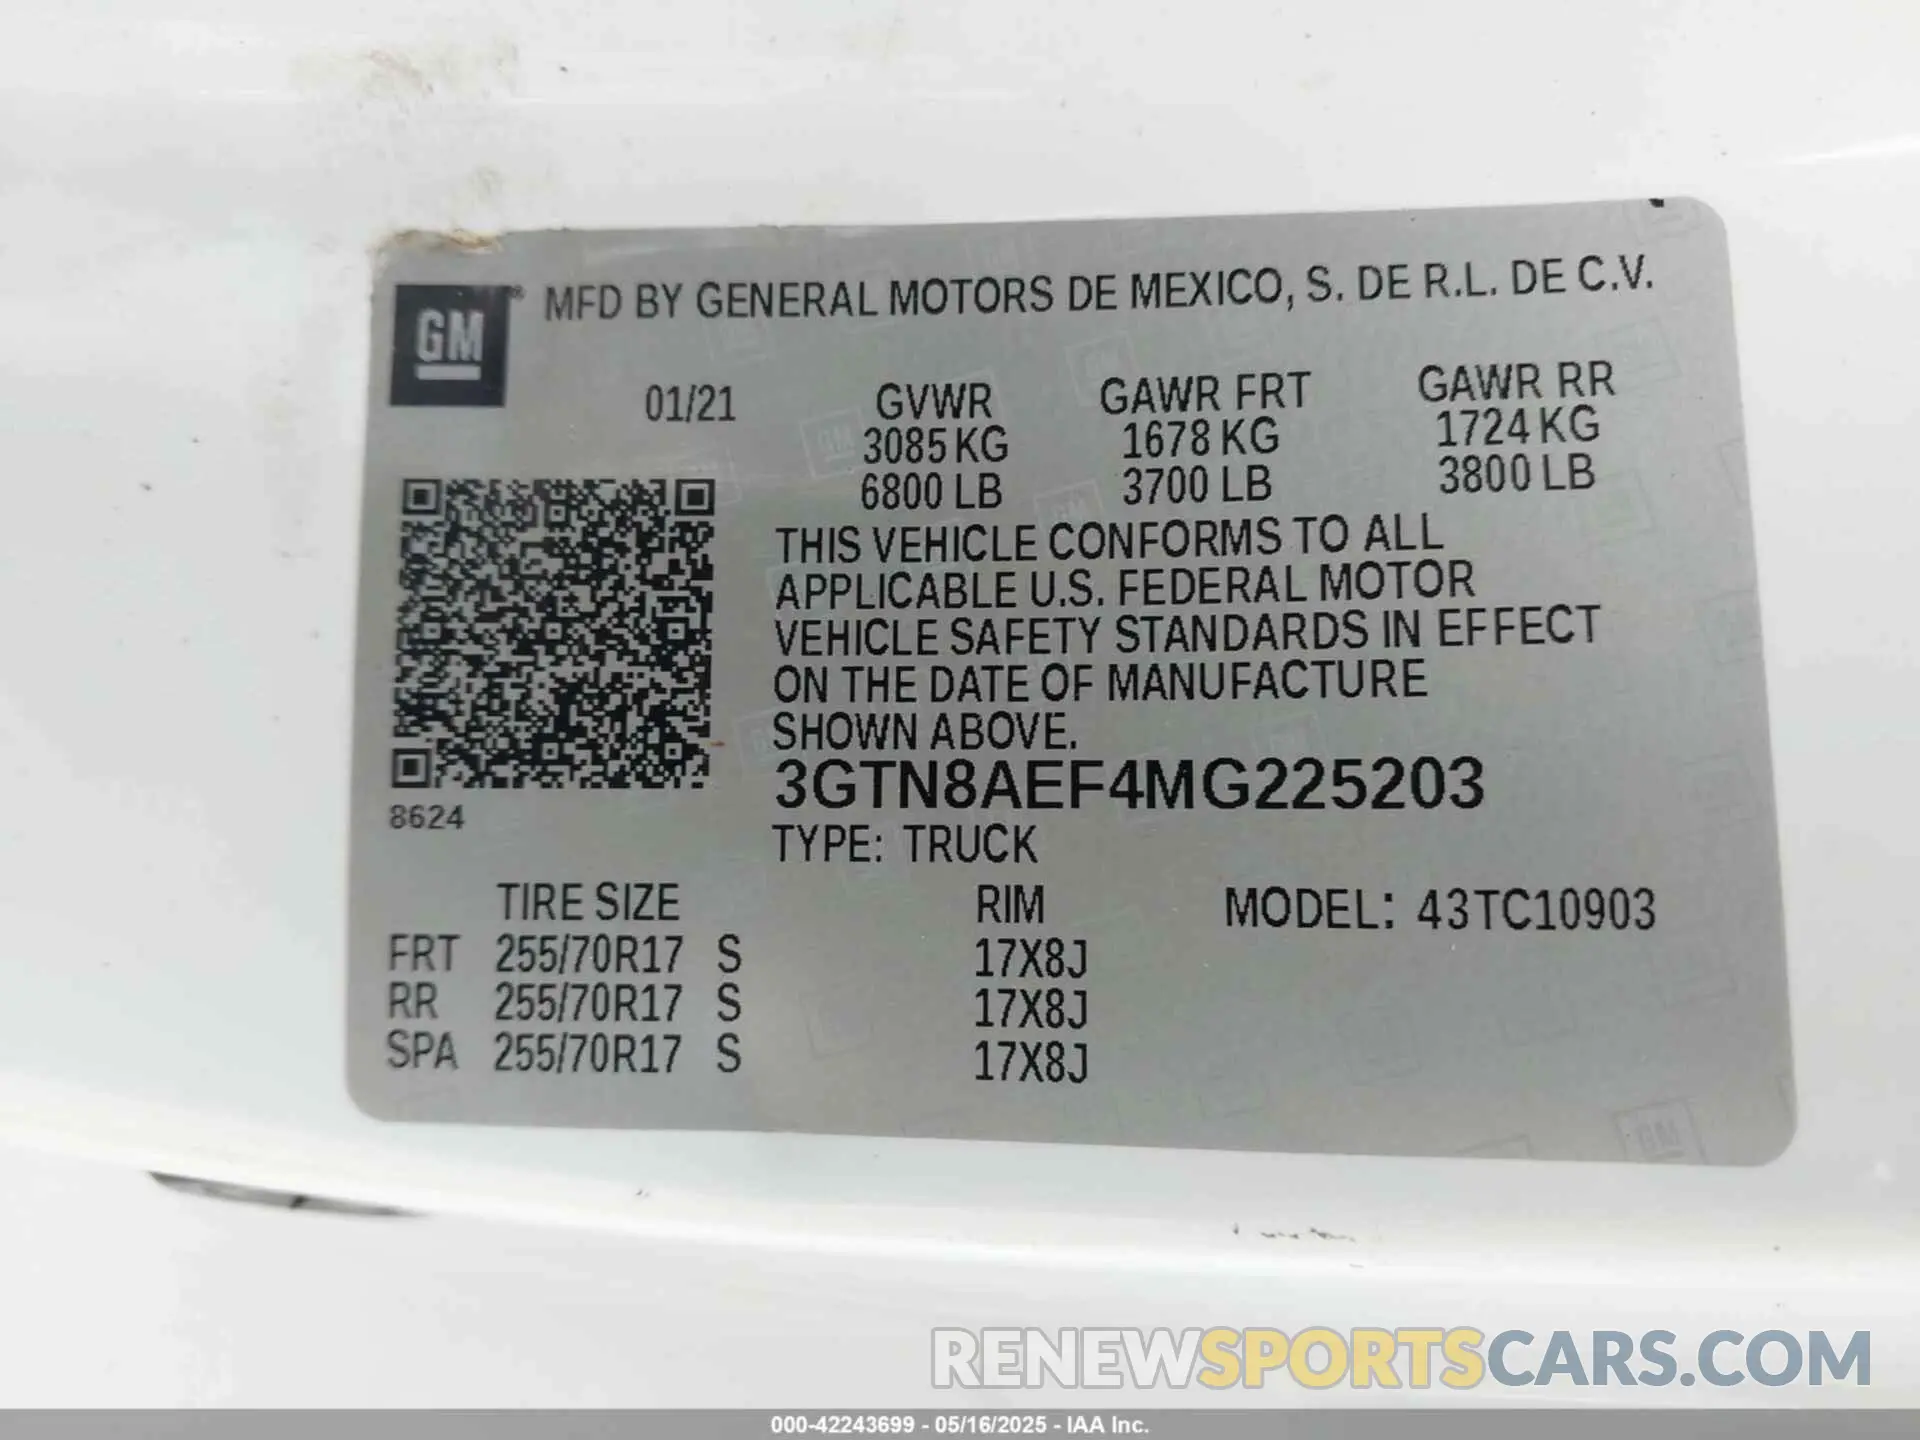 GM® MFD BY GENERAL MOTORS DE MEXICO, S. DE R.L. DE C.V.
01/21 GVWR GAWR FRT GAWR RR
3085 KG 1678 KG 1724 KG
6800 LB 3700 LB 3800 LB
THIS VEHICLE CONFORMS TO ALL
APPLICABLE U.S. FEDERAL MOTOR
VEHICLE SAFETY STANDARDS IN EFFECT
ON THE DATE OF MANUFACTURE
SHOWN ABOVE.
3GTN8AEF4MG225203
8624
TYPE: TRUCK
TIRE SIZE RIM MODEL: 43TC10903
FRT 255/70R17 S 17X8J
RR 255/70R17 S 17X8J
SPA 255/70R17 S 17X8J
RENEWSPORTSCARS.COM
000-42243699 - 05/16/2025 - IAA Inc.